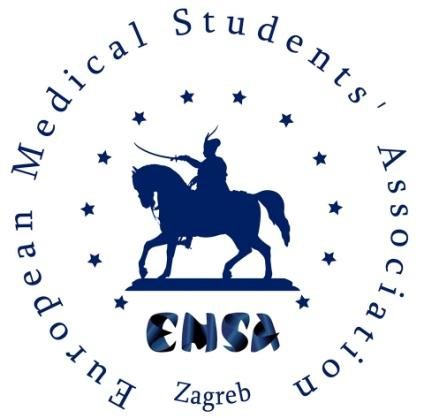 European Medical Students' Association
EMSA
Zagreb